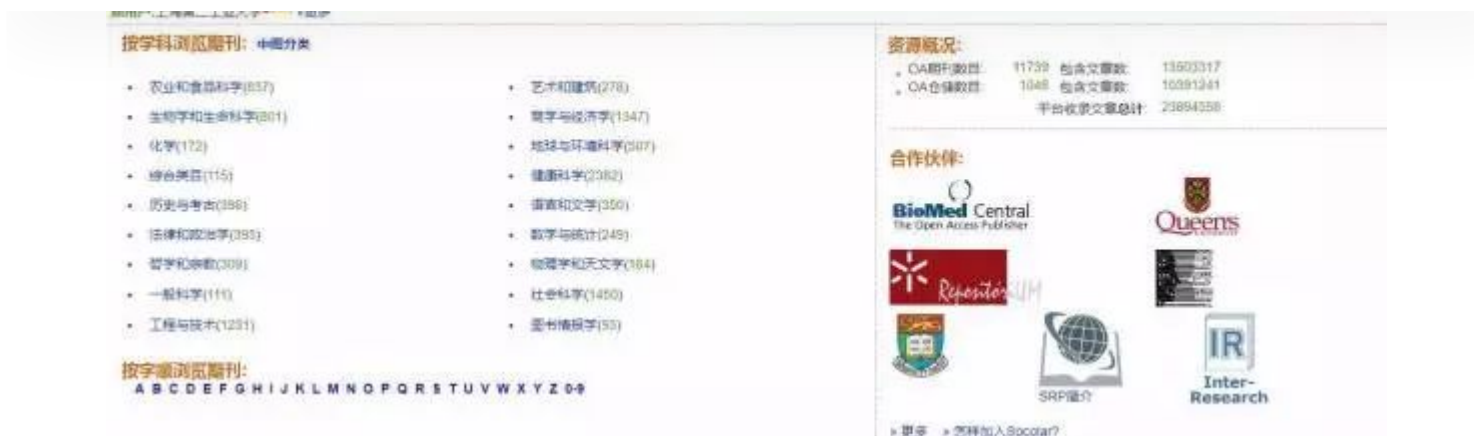 按学科浏览期刊: 中图分类
农业和食品科学(837)
艺术和建筑(278)
生物学和生命科学(801)
商学与经济学(1347)
化学(172)
地球与环境科学(507)
综合类目(115)
健康科学(2382)
历史与考古(398)
语言和文学(350)
法律和政治学(393)
数学与统计(249)
哲学和宗教(309)
物理学和天文学(184)
一般科学(111)
社会科学(1450)
工程与技术(1231)
图书情报学(93)
按字顺浏览期刊:
A B C D E F G H I J K L M N O P Q R S T U V W X Y Z 0-9
资源概况:
OA期刊数目: 11739 包含文章数: 13503317
OA仓储数目: 1048 包含文章数: 10391241
平台收录文章总计: 23894558
合作伙伴:
BioMed Central
The Open Access Publisher
Queens
RepositóriUM
SRP简介
IR
Inter-
Research
» 更多 » 怎样加入Socolar?